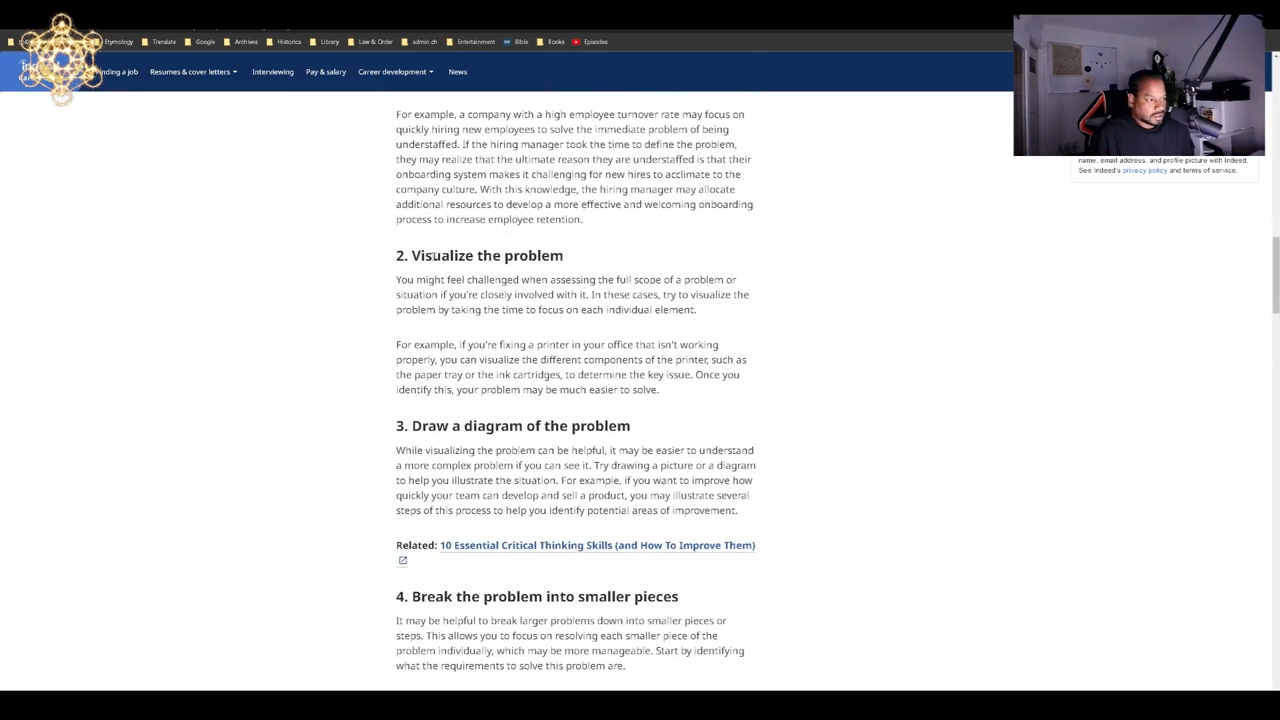 Etymology Translate Google Archives Historica Library Law & Order admin.ch Entertainment Bible Books Episodes
finding a job Resumes & cover letters Interviewing Pay & salary Career development News
For example, a company with a high employee turnover rate may focus on
quickly hiring new employees to solve the immediate problem of being
understaffed. If the hiring manager took the time to define the problem,
they may realize that the ultimate reason they are understaffed is that their
onboarding system makes it challenging for new hires to acclimate to the
company culture. With this knowledge, the hiring manager may allocate
additional resources to develop a more effective and welcoming onboarding
process to increase employee retention.
name, email address, and profile picture with Indeed.
See Indeed's privacy policy and terms of service.
2. Visualize the problem
You might feel challenged when assessing the full scope of a problem or
situation if you're closely involved with it. In these cases, try to visualize the
problem by taking the time to focus on each individual element.
For example, if you're fixing a printer in your office that isn't working
properly, you can visualize the different components of the printer, such as
the paper tray or the ink cartridges, to determine the key issue. Once you
identify this, your problem may be much easier to solve.
3. Draw a diagram of the problem
While visualizing the problem can be helpful, it may be easier to understand
a more complex problem if you can see it. Try drawing a picture or a diagram
to help you illustrate the situation. For example, if you want to improve how
quickly your team can develop and sell a product, you may illustrate several
steps of this process to help you identify potential areas of improvement.
Related: 10 Essential Critical Thinking Skills (and How To Improve Them)
4. Break the problem into smaller pieces
It may be helpful to break larger problems down into smaller pieces or
steps. This allows you to focus on resolving each smaller piece of the
problem individually, which may be more manageable. Start by identifying
what the requirements to solve this problem are.